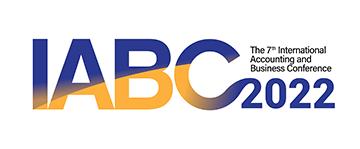 IABC
The 7th International
Accounting and
Business Conference
2022